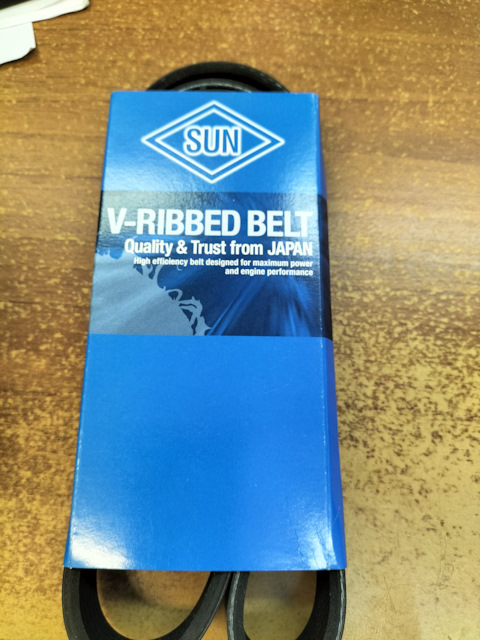 SUN
V-RIBBED BELT
Quality & Trust from JAPAN
High efficiency belt designed for maximum power
and engine performance